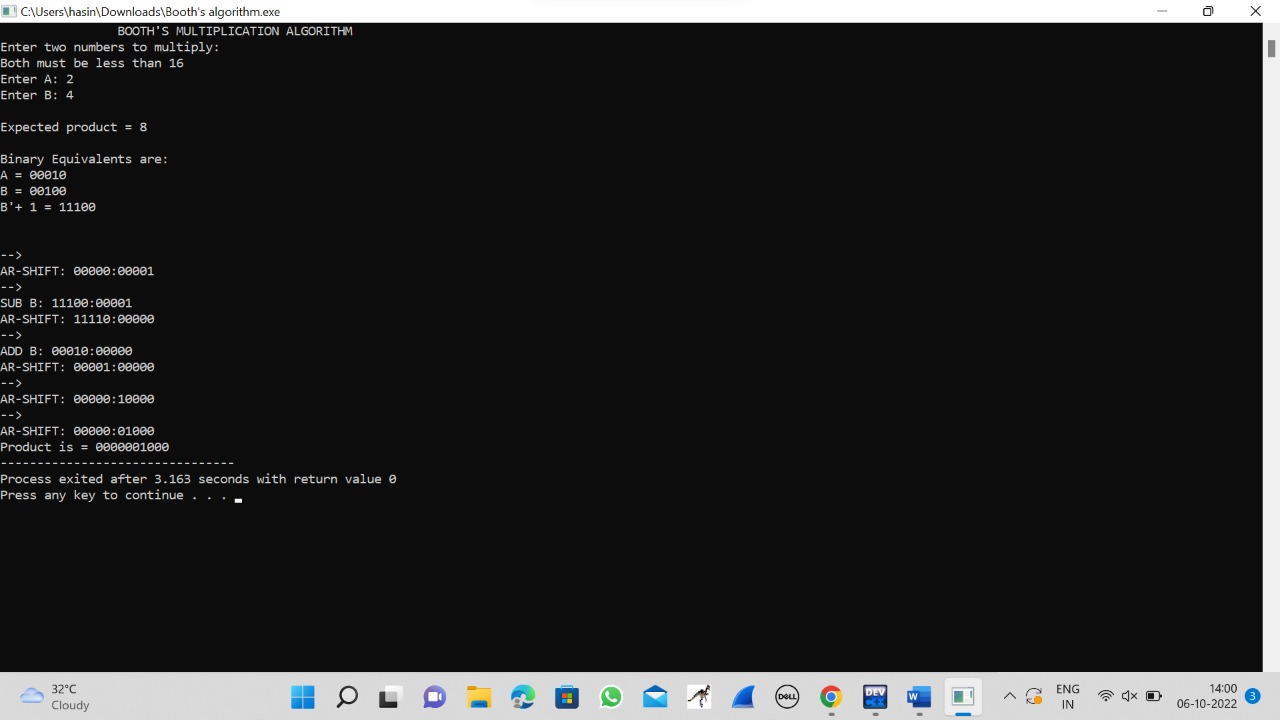 C:\Users\hasin\Downloads\Booth's algorithm.exe
BOOTH'S MULTIPLICATION ALGORITHM
Enter two numbers to multiply:
Both must be less than 16
Enter A: 2
Enter B: 4
Expected product = 8
Binary Equivalents are:
A = 00010
B = 00100
B'+ 1 = 11100
-->
AR-SHIFT: 00000:00001
-->
SUB B: 11100:00001
AR-SHIFT: 11110:00000
-->
ADD B: 00010:00000
AR-SHIFT: 00001:00000
-->
AR-SHIFT: 00000:10000
-->
AR-SHIFT: 00000:01000
Product is = 0000001000
--------------------------------
Process exited after 3.163 seconds with return value 0
Press any key to continue . . .
32°C
Cloudy
DELL
DEV
W
ENG
IN
14:00
06-10-2022
3